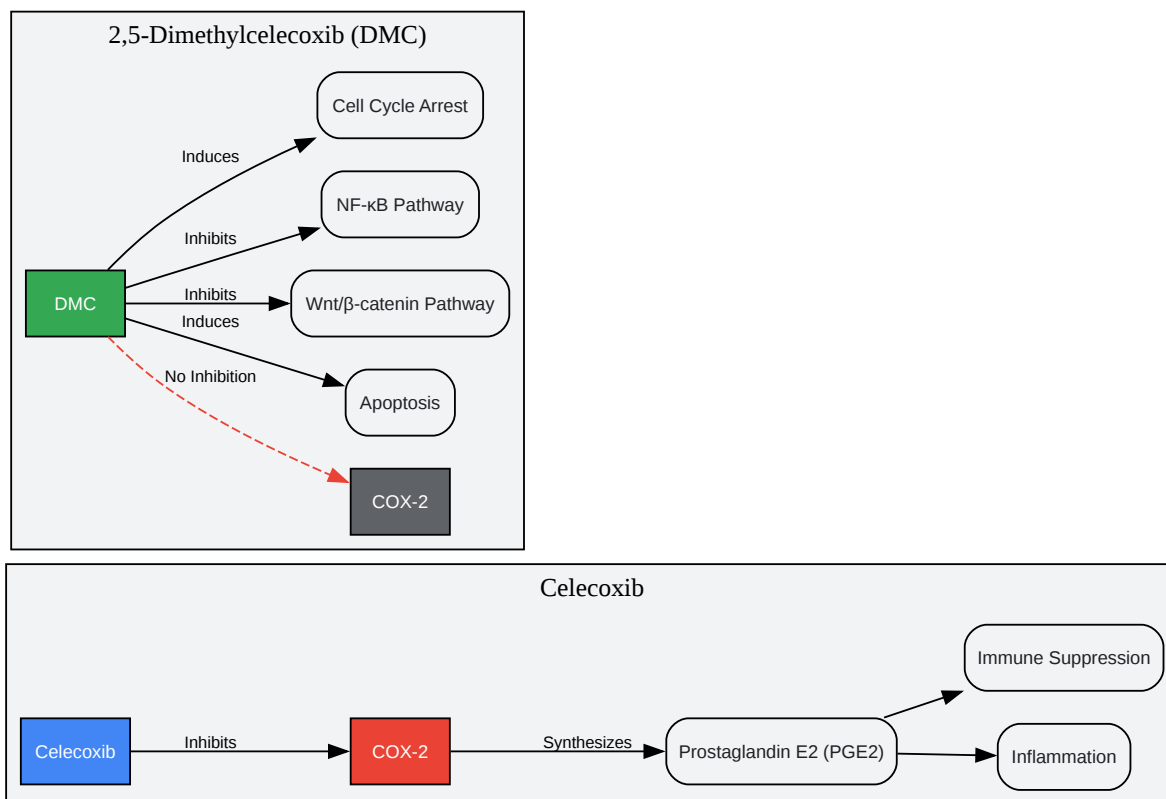 2,5-Dimethylcelecoxib (DMC)
Cell Cycle Arrest
Induces
NF-κB Pathway
Inhibits
DMC
Inhibits
Wnt/β-catenin Pathway
Induces
No Inhibition
Apoptosis
COX-2
Celecoxib
Immune Suppression
Celecoxib
Inhibits
COX-2
Synthesizes
Prostaglandin E2 (PGE2)
Inflammation